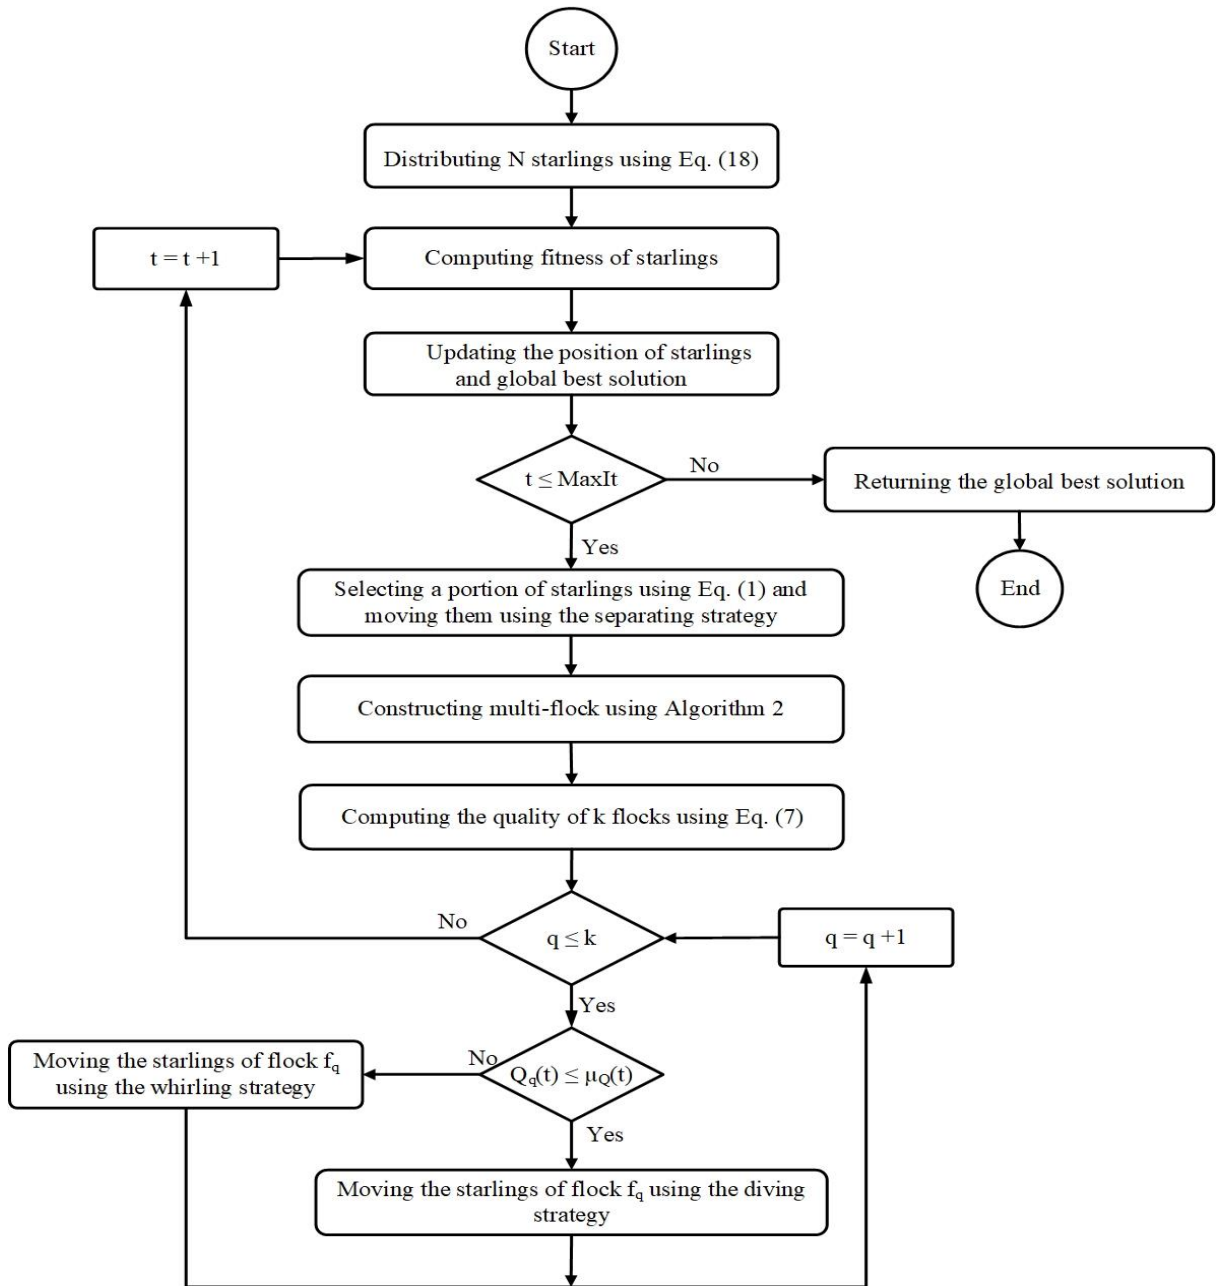 Start
Distributing N starlings using Eq. (18)
t = t +1
Computing fitness of starlings
Updating the position of starlings
and global best solution
t ≤ MaxIt
No
Returning the global best solution
Yes
End
Selecting a portion of starlings using Eq. (1) and
moving them using the separating strategy
Constructing multi-flock using Algorithm 2
Computing the quality of k flocks using Eq. (7)
No
q ≤ k
q = q +1
Yes
Moving the starlings of flock f_q
using the whirling strategy
No
Q_q(t) ≤ μ_Q(t)
Yes
Moving the starlings of flock f_q using the diving
strategy